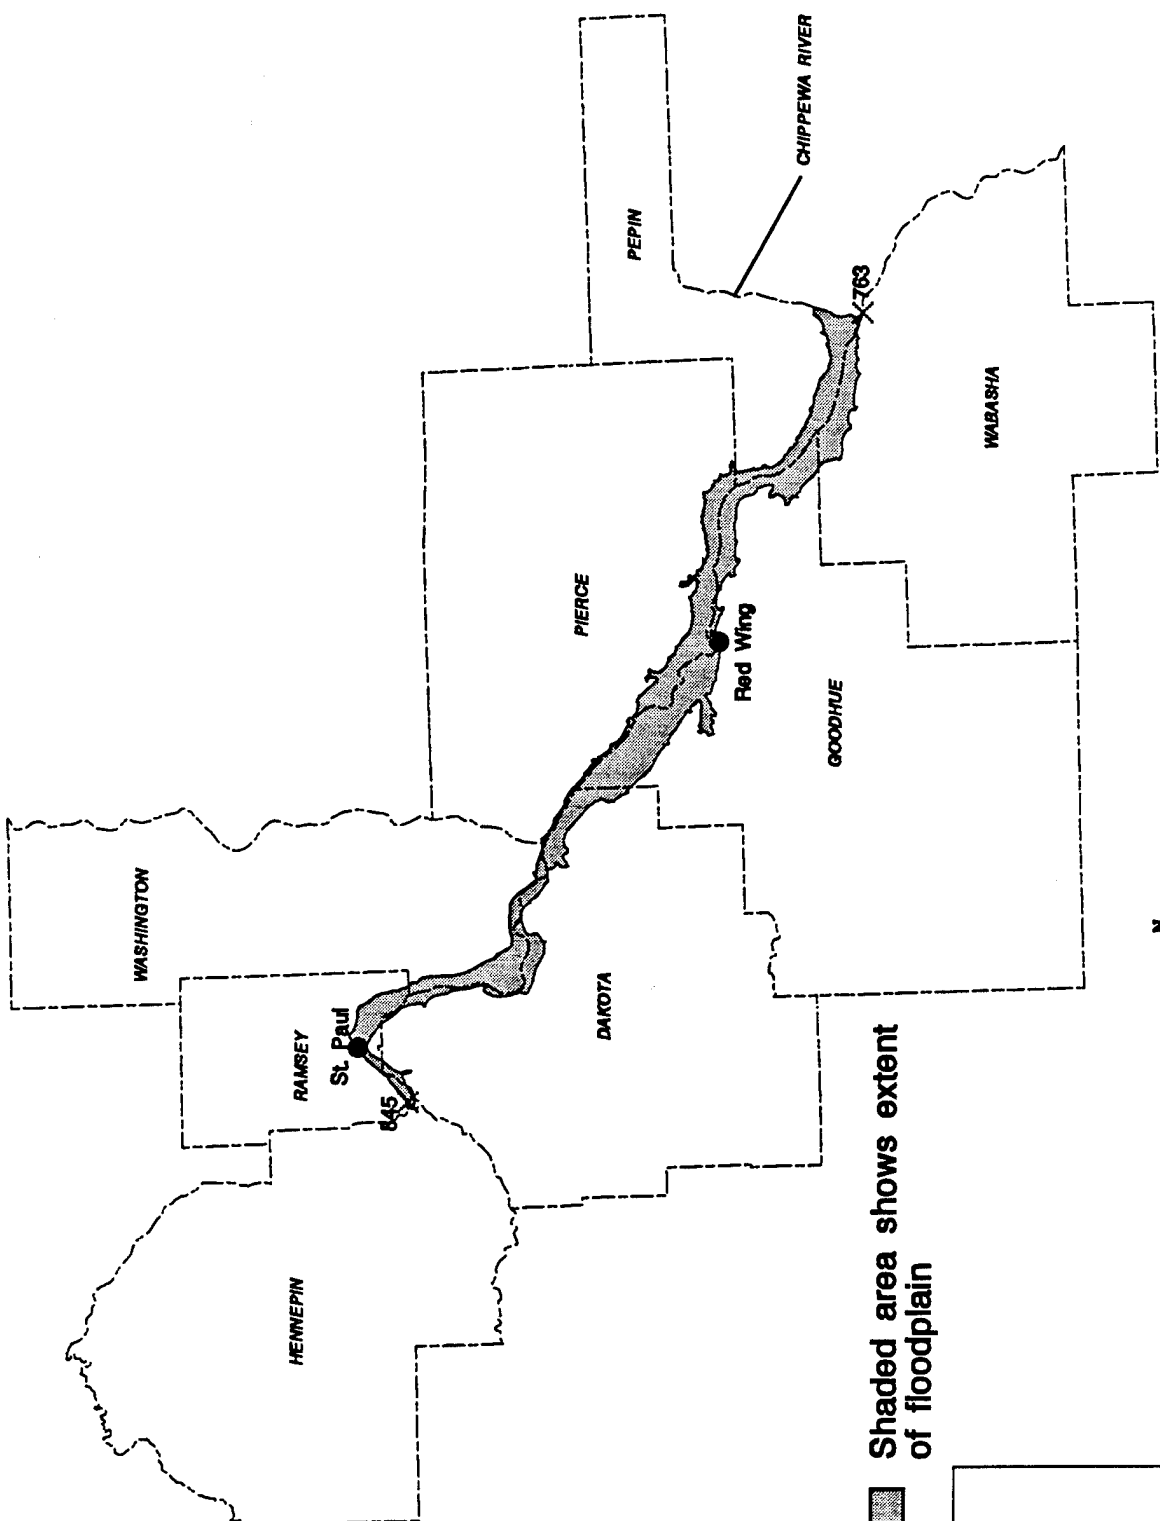 HENNEPIN
RAMSEY
WASHINGTON
St. Paul
845
DAKOTA
PIERCE
Red Wing
GOODHUE
PEPIN
CHIPPEWA RIVER
763
WABASHA
Shaded area shows extent
of floodplain
N